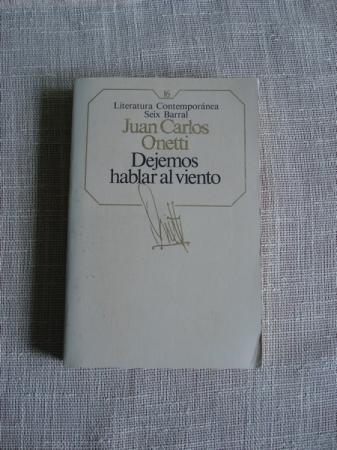 16
Literatura Contemporánea
Seix Barral
Juan Carlos
Onetti
Dejemos
hablar al viento